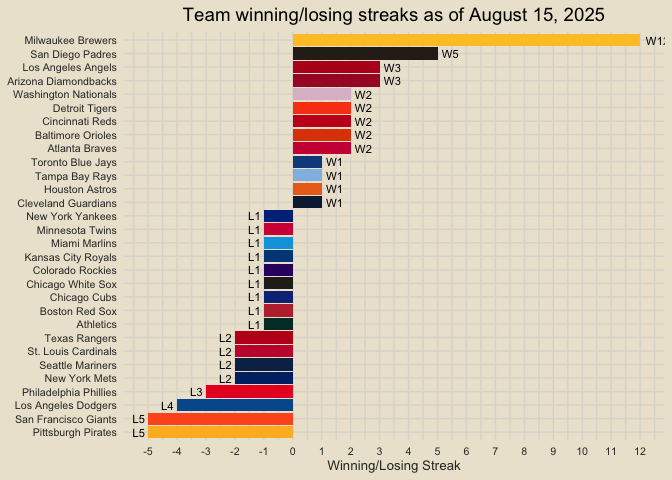 Team winning/losing streaks as of August 15, 2025
Milwaukee Brewers W12
San Diego Padres W5
Los Angeles Angels W3
Arizona Diamondbacks W3
Washington Nationals W2
Detroit Tigers W2
Cincinnati Reds W2
Baltimore Orioles W2
Atlanta Braves W2
Toronto Blue Jays W1
Tampa Bay Rays W1
Houston Astros W1
Cleveland Guardians W1
New York Yankees L1
Minnesota Twins L1
Miami Marlins L1
Kansas City Royals L1
Colorado Rockies L1
Chicago White Sox L1
Chicago Cubs L1
Boston Red Sox L1
Athletics L1
Texas Rangers L2
St. Louis Cardinals L2
Seattle Mariners L2
New York Mets L2
Philadelphia Phillies L3
Los Angeles Dodgers L4
San Francisco Giants L5
Pittsburgh Pirates L5
-5 -4 -3 -2 -1 0 1 2 3 4 5 6 7 8 9 10 11 12
Winning/Losing Streak